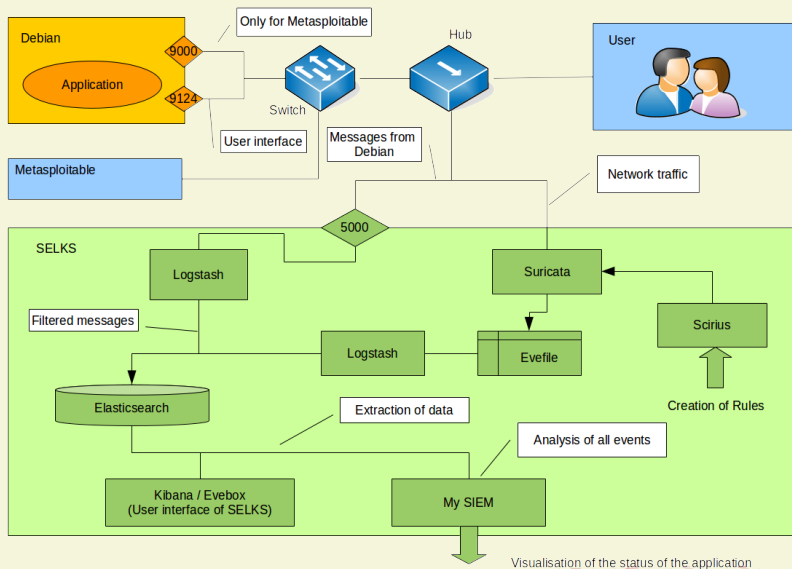 Only for Metasploitable
Debian
9000
Application
9124
User interface
Switch
Hub
User
Messages from
Debian
Metasploitable
Network traffic
5000
SELKS
Logstash
Suricata
Filtered messages
Logstash
Evefile
Scirius
Creation of Rules
Elasticsearch
Extraction of data
Analysis of all events
Kibana / Evebox
(User interface of SELKS)
My SIEM
Visualisation of the status of the application